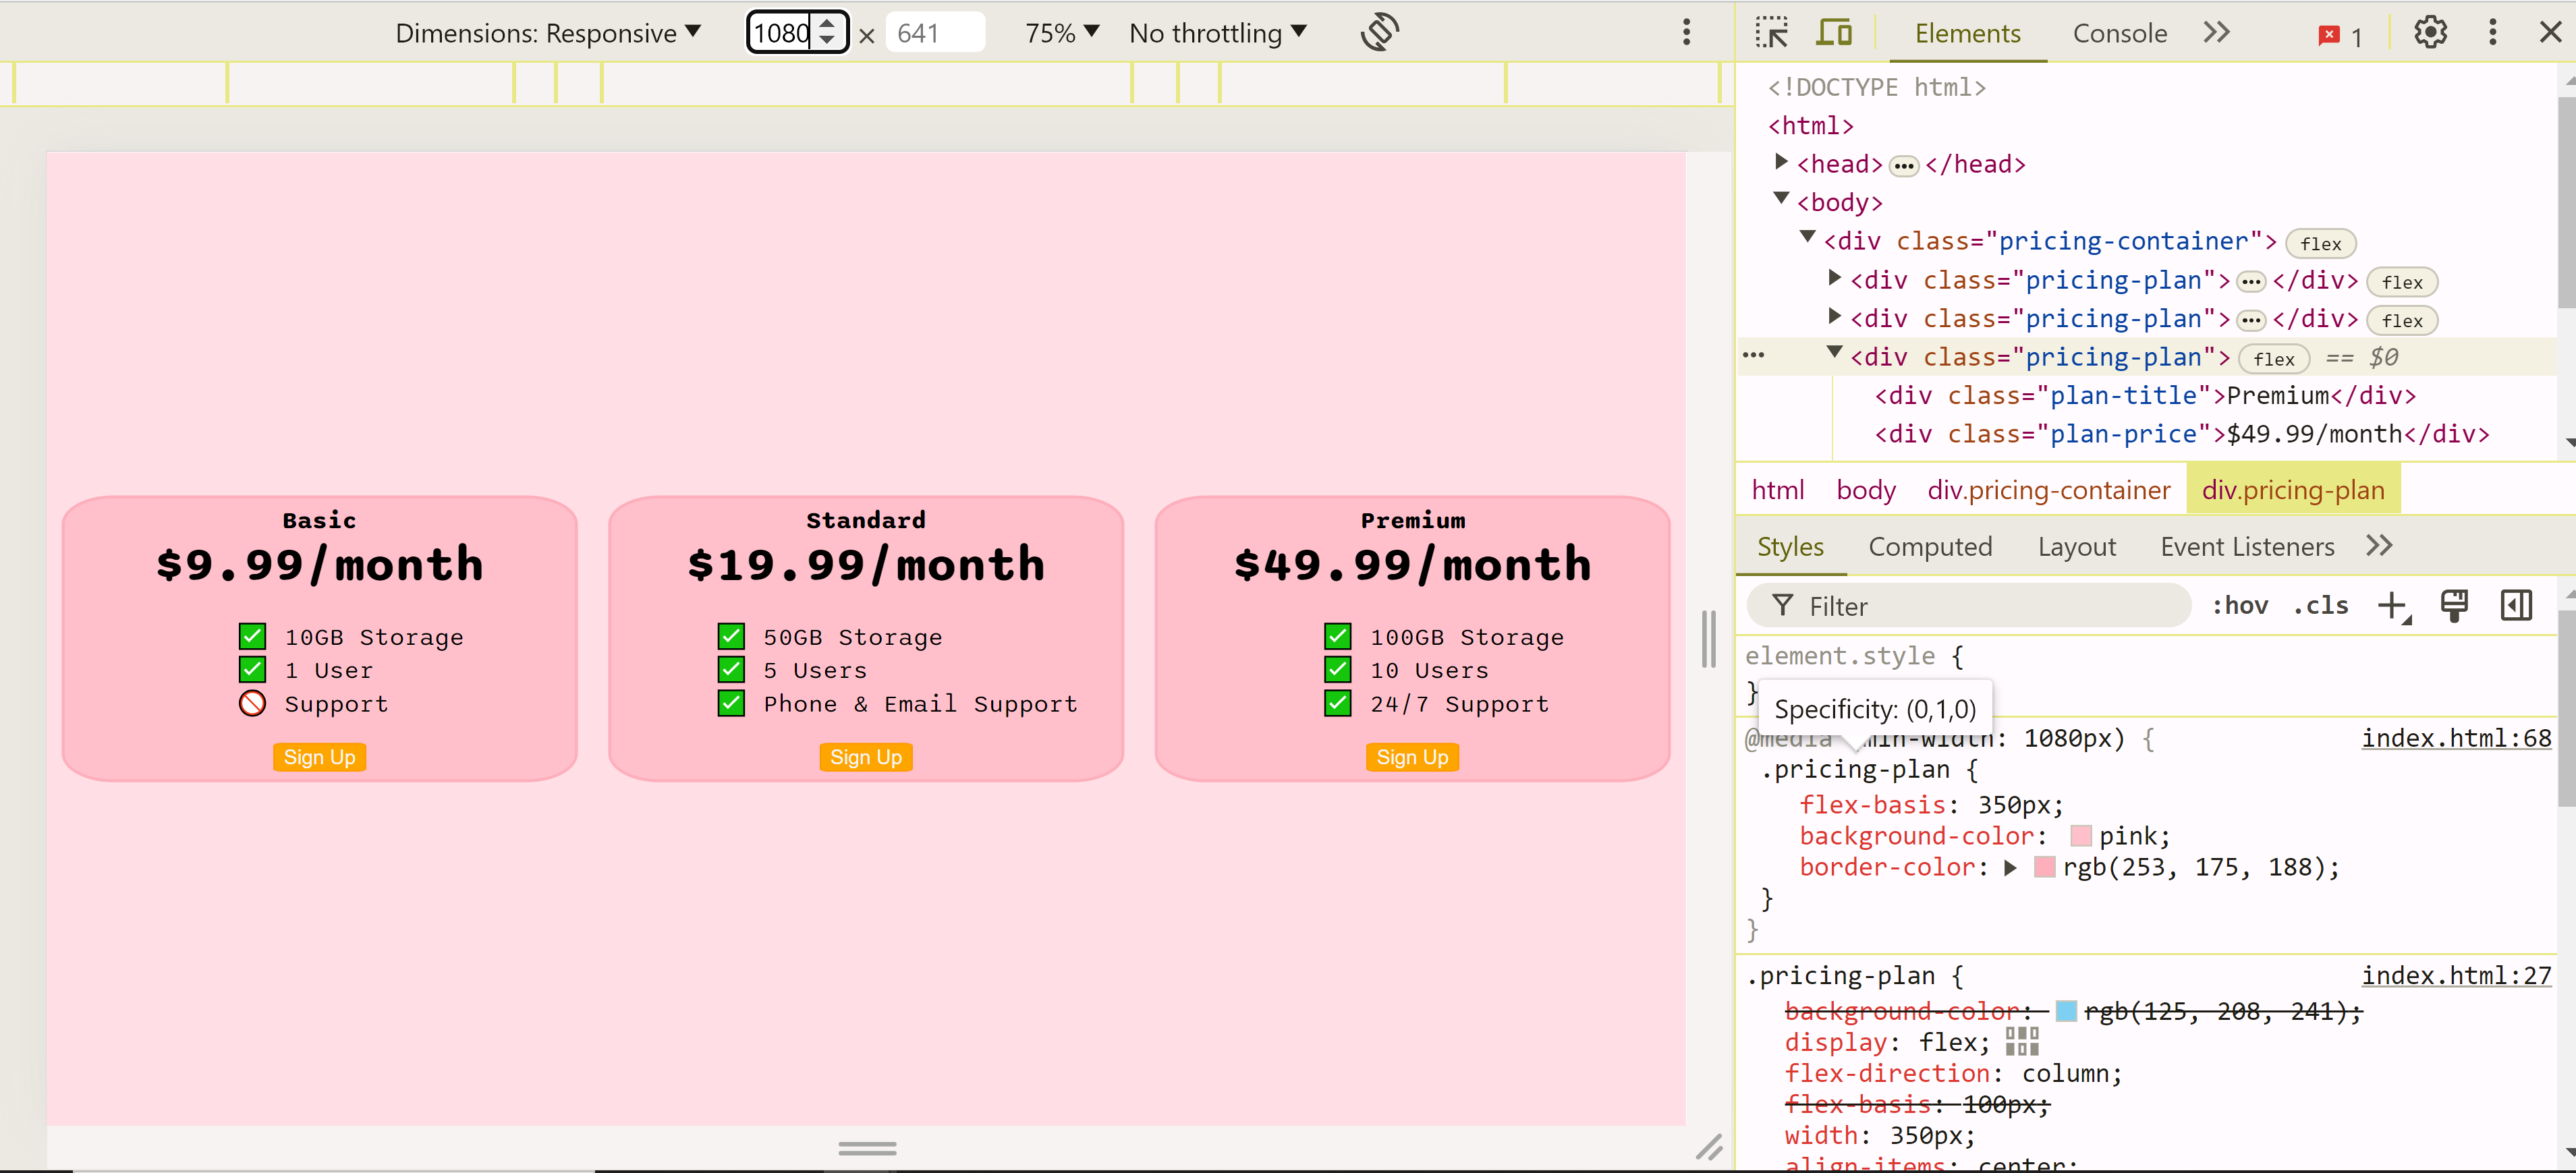 Dimensions: Responsive ▼ 1080 × 641 75% ▼ No throttling ▼
Basic
$9.99/month
10GB Storage
1 User
Support
Sign Up
Standard
$19.99/month
50GB Storage
5 Users
Phone & Email Support
Sign Up
Premium
$49.99/month
100GB Storage
10 Users
24/7 Support
Sign Up
Elements Console 1
<!DOCTYPE html>
<html>
<head> ••• </head>
<body>
<div class="pricing-container"> flex
<div class="pricing-plan"> ••• </div> flex
<div class="pricing-plan"> ••• </div> flex
••• <div class="pricing-plan"> flex == $0
<div class="plan-title">Premium</div>
<div class="plan-price">$49.99/month</div>
html body div.pricing-container div.pricing-plan
Styles Computed Layout Event Listeners
Filter :hov .cls
element.style {
}
Specificity: (0,1,0)
@media min-width: 1080px) { index.html:68
.pricing-plan {
flex-basis: 350px;
background-color: pink;
border-color: rgb(253, 175, 188);
}
}
.pricing-plan { index.html:27
background-color: rgb(125, 208, 241);
display: flex;
flex-direction: column;
flex-basis: 100px;
width: 350px;
align-items: center;